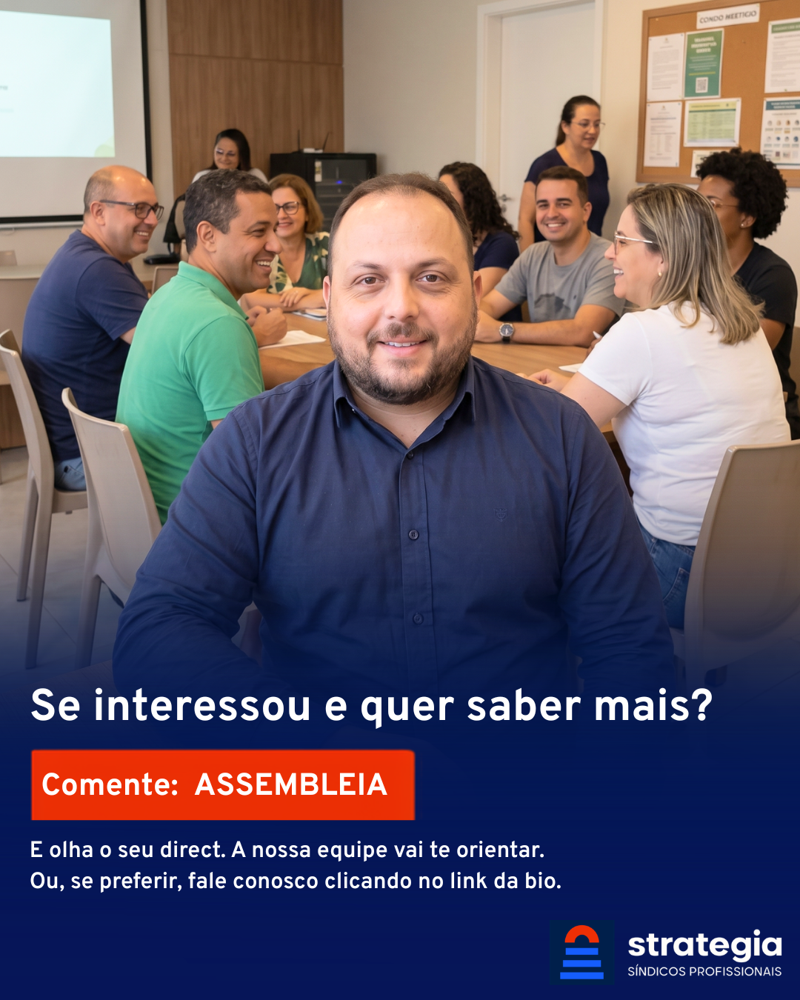 CONDO MEETIGO
Se interessou e quer saber mais?
Comente: ASSEMBLEIA
E olha o seu direct. A nossa equipe vai te orientar.
Ou, se preferir, fale conosco clicando no link da bio.
strategia
SÍNDICOS PROFISSIONAIS